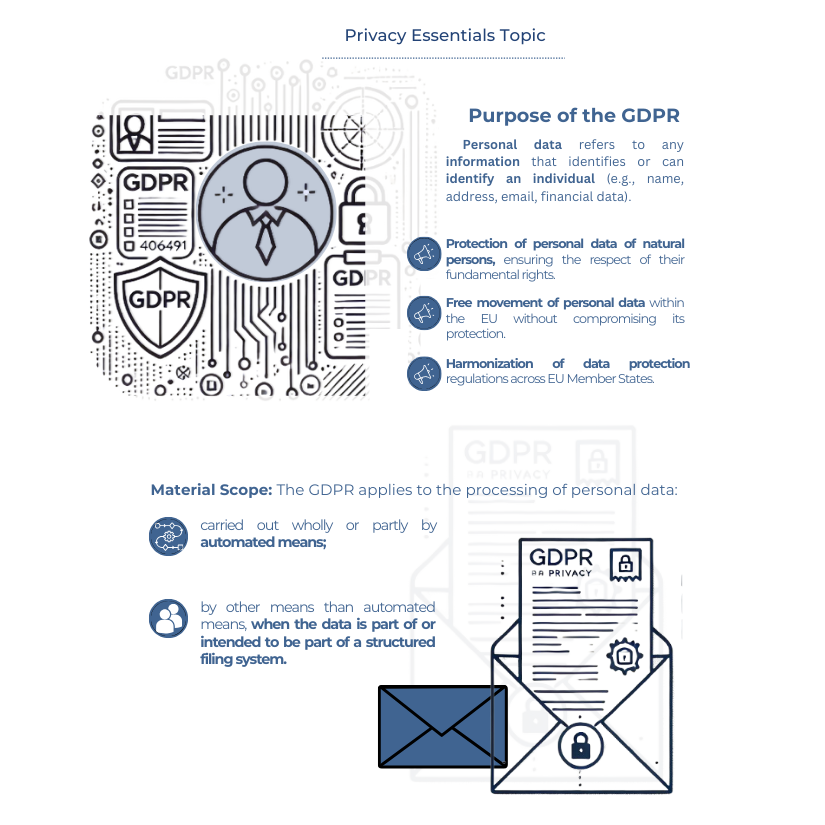 Privacy Essentials Topic
GDPR
Purpose of the GDPR
Personal data refers to any
information that identifies or can
identify an individual (e.g., name,
address, email, financial data).
GDPR
406491
GDPR
GDPR
Protection of personal data of natural
persons, ensuring the respect of their
fundamental rights.
Free movement of personal data within
the EU without compromising its
protection.
Harmonization of data protection
regulations across EU Member States.
GDPR
PRIVACY
Material Scope: The GDPR applies to the processing of personal data:
carried out wholly or partly by
automated means;
by other means than automated
means, when the data is part of or
intended to be part of a structured
filing system.
GDPR
PRIVACY